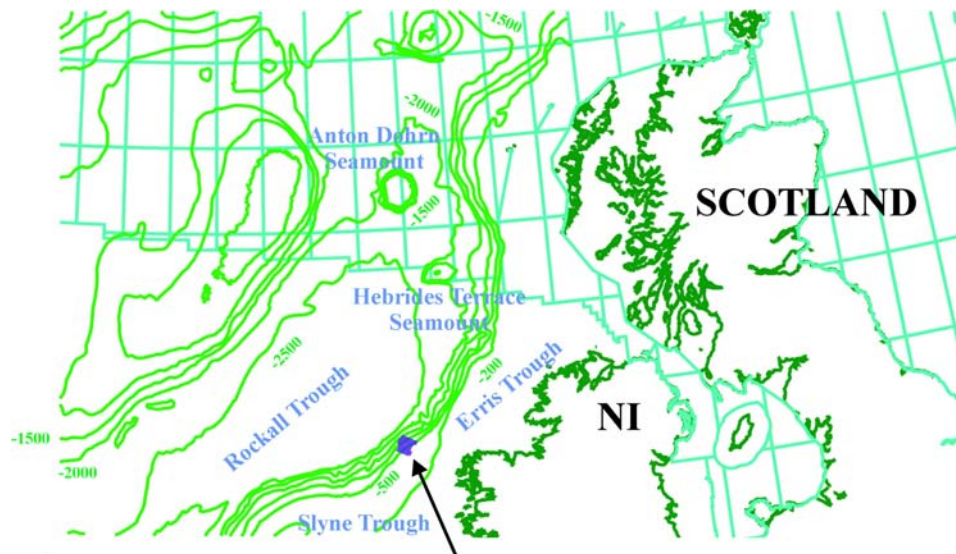 -1500
-2000
Anton Dohrn
Seamount
SCOTLAND
-1500
Hebrides Terrace
Seamount
-2500
-200
Rockall Trough
Erris Trough
NI
-1500
-2000
-500
Slyne Trough